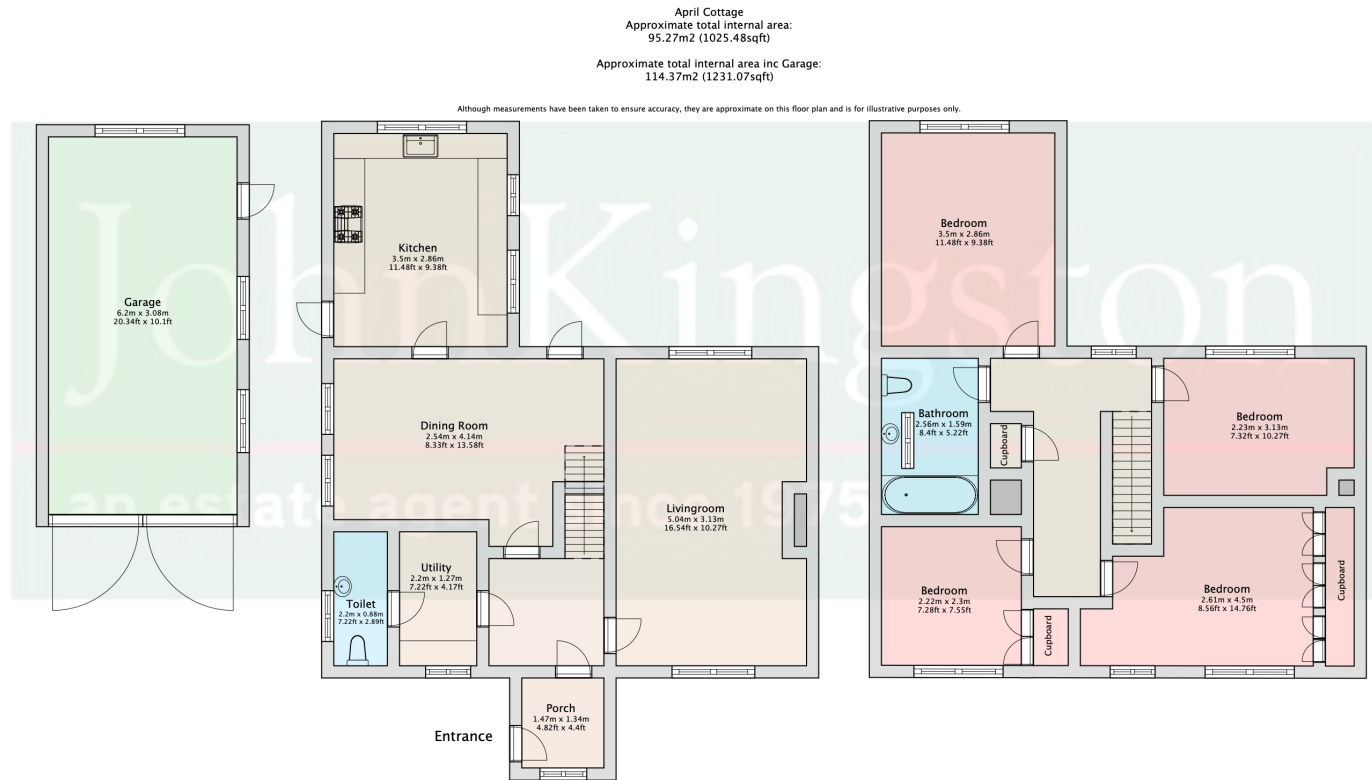 April Cottage
Approximate total internal area:
95.27m2 (1025.48sqft)
Approximate total internal area inc Garage:
114.37m2 (1231.07sqft)
Although measurements have been taken to ensure accuracy, they are approximate on this floor plan and is for illustrative purposes only.
JohnKingston
an estate agent since 1975
Garage
6.2m x 3.08m
20.34ft x 10.1ft
Kitchen
3.5m x 2.86m
11.48ft x 9.38ft
Dining Room
2.54m x 4.14m
8.33ft x 13.58ft
Livingroom
5.04m x 3.13m
16.54ft x 10.27ft
Utility
2.2m x 1.27m
7.22ft x 4.17ft
Toilet
2.2m x 0.88m
7.22ft x 2.89ft
Porch
1.47m x 1.34m
4.82ft x 4.4ft
Entrance
Bedroom
3.5m x 2.86m
11.48ft x 9.38ft
Bathroom
2.56m x 1.59m
8.4ft x 5.22ft
Cupboard
Bedroom
2.23m x 3.13m
7.32ft x 10.27ft
Bedroom
2.22m x 2.3m
7.28ft x 7.55ft
Cupboard
Bedroom
2.61m x 4.5m
8.56ft x 14.76ft
Cupboard